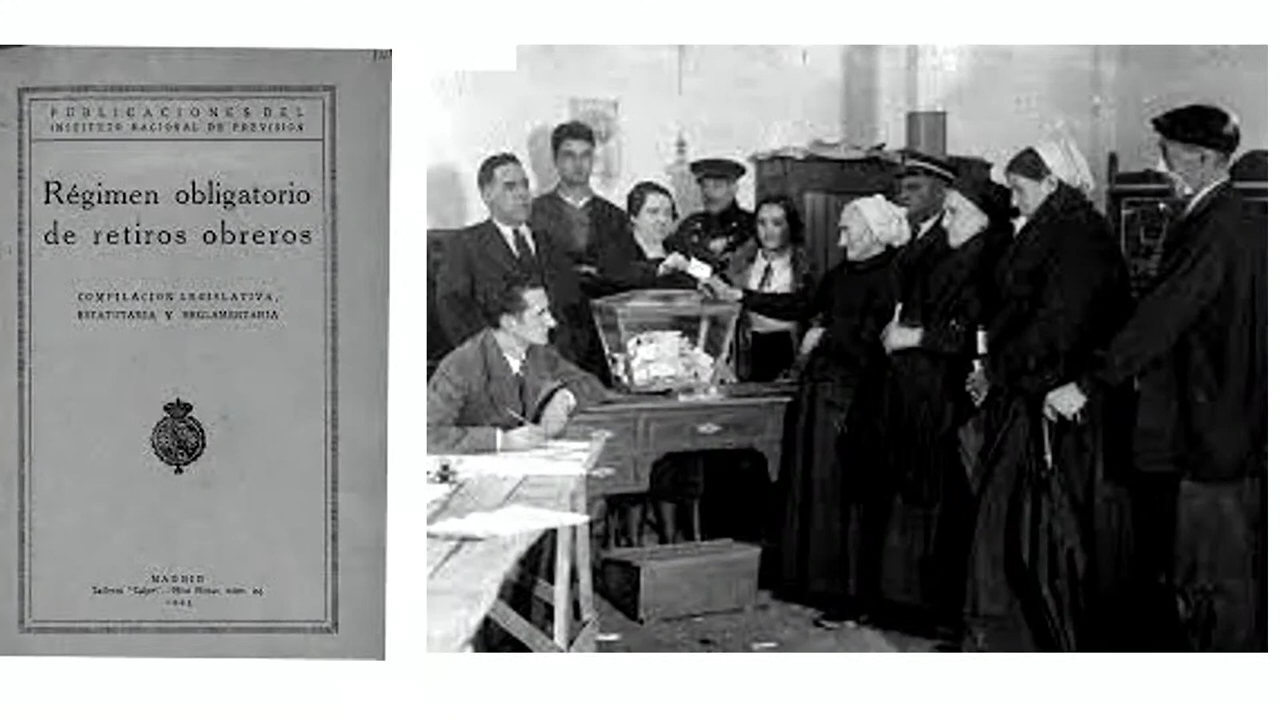 PUBLICACIONES DEL
INSTITUTO NACIONAL DE PREVISIÓN
Régimen obligatorio
de retiros obreros
COMPILACIÓN LEGISLATIVA,
ESTATUTARIA Y REGLAMENTARIA
MADRID